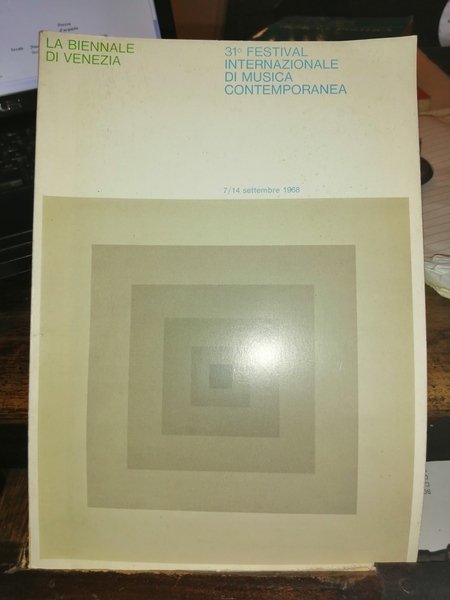 LA BIENNALE
DI VENEZIA
31° FESTIVAL
INTERNAZIONALE
DI MUSICA
CONTEMPORANEA
7/14 settembre 1968